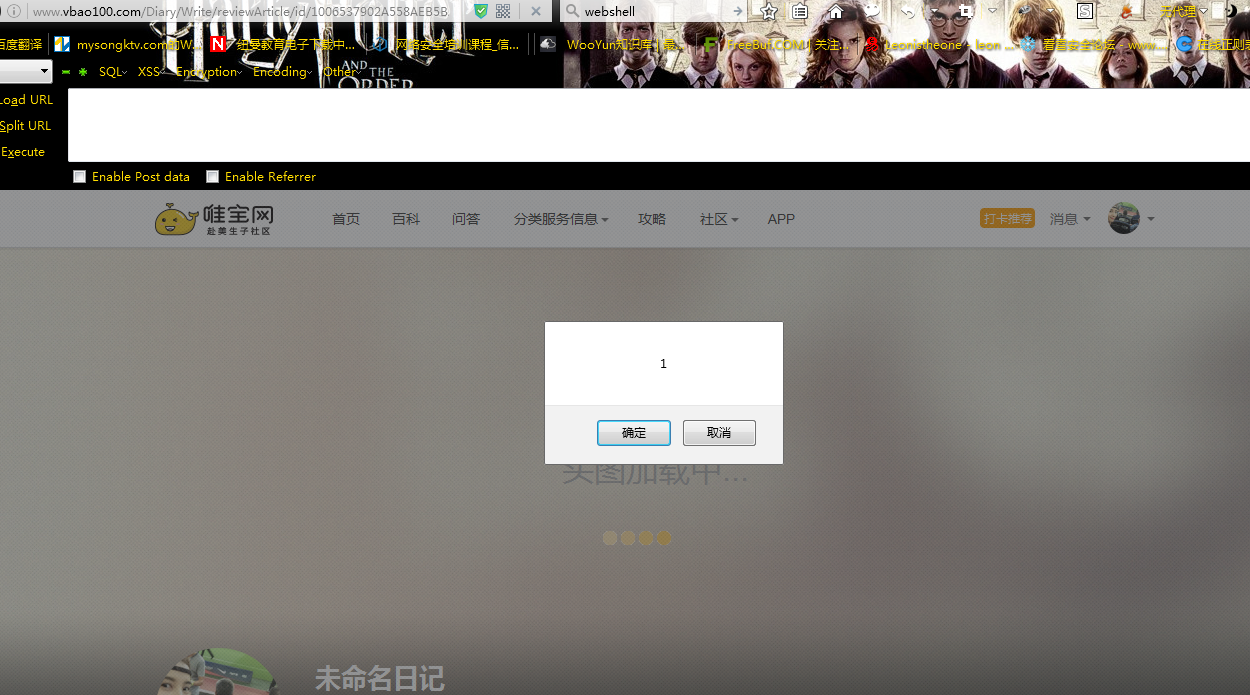 www.vbao100.com/Diary/Write/reviewArticle/id/1006537902A558AEB5B webshell 无代理
百度翻译 mysongktv.com的W... 纽曼教育电子下载中... 网络安全培训课程_信... WooYun知识库 FreeBuf.COM 关注... Leonistheone - leon ... 看雪安全论坛 - www.... 在线正则表
AND THE
ORDER
SQL XSS Encryption Encoding Other
Load URL
Split URL
Execute
Enable Post data Enable Referrer
唯宝网 首页 百科 问答 分类服务信息 攻略 社区 APP 打卡推荐 消息
赴美生子社区
1
确定 取消
头图加载中...
未命名日记